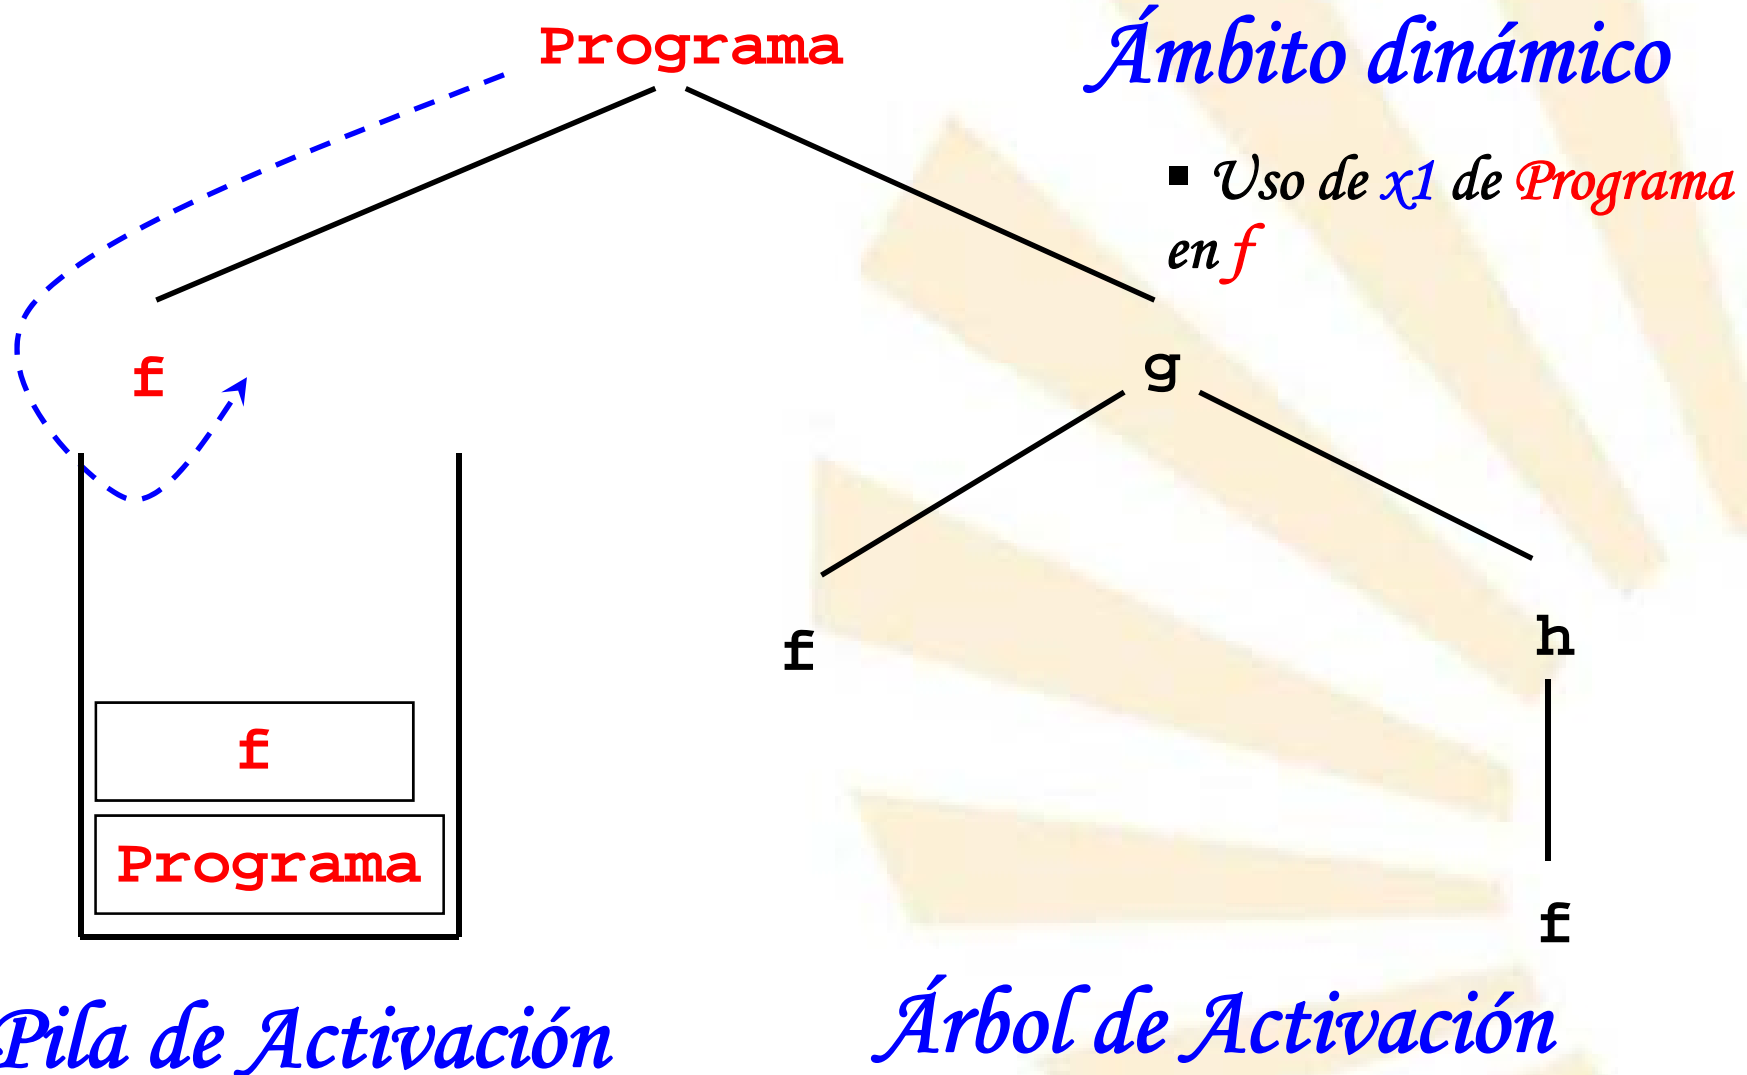 Programa
Ámbito dinámico
Uso de x1 de Programa
en f
f
g
f
h
f
Programa
f
Pila de Activación
Árbol de Activación